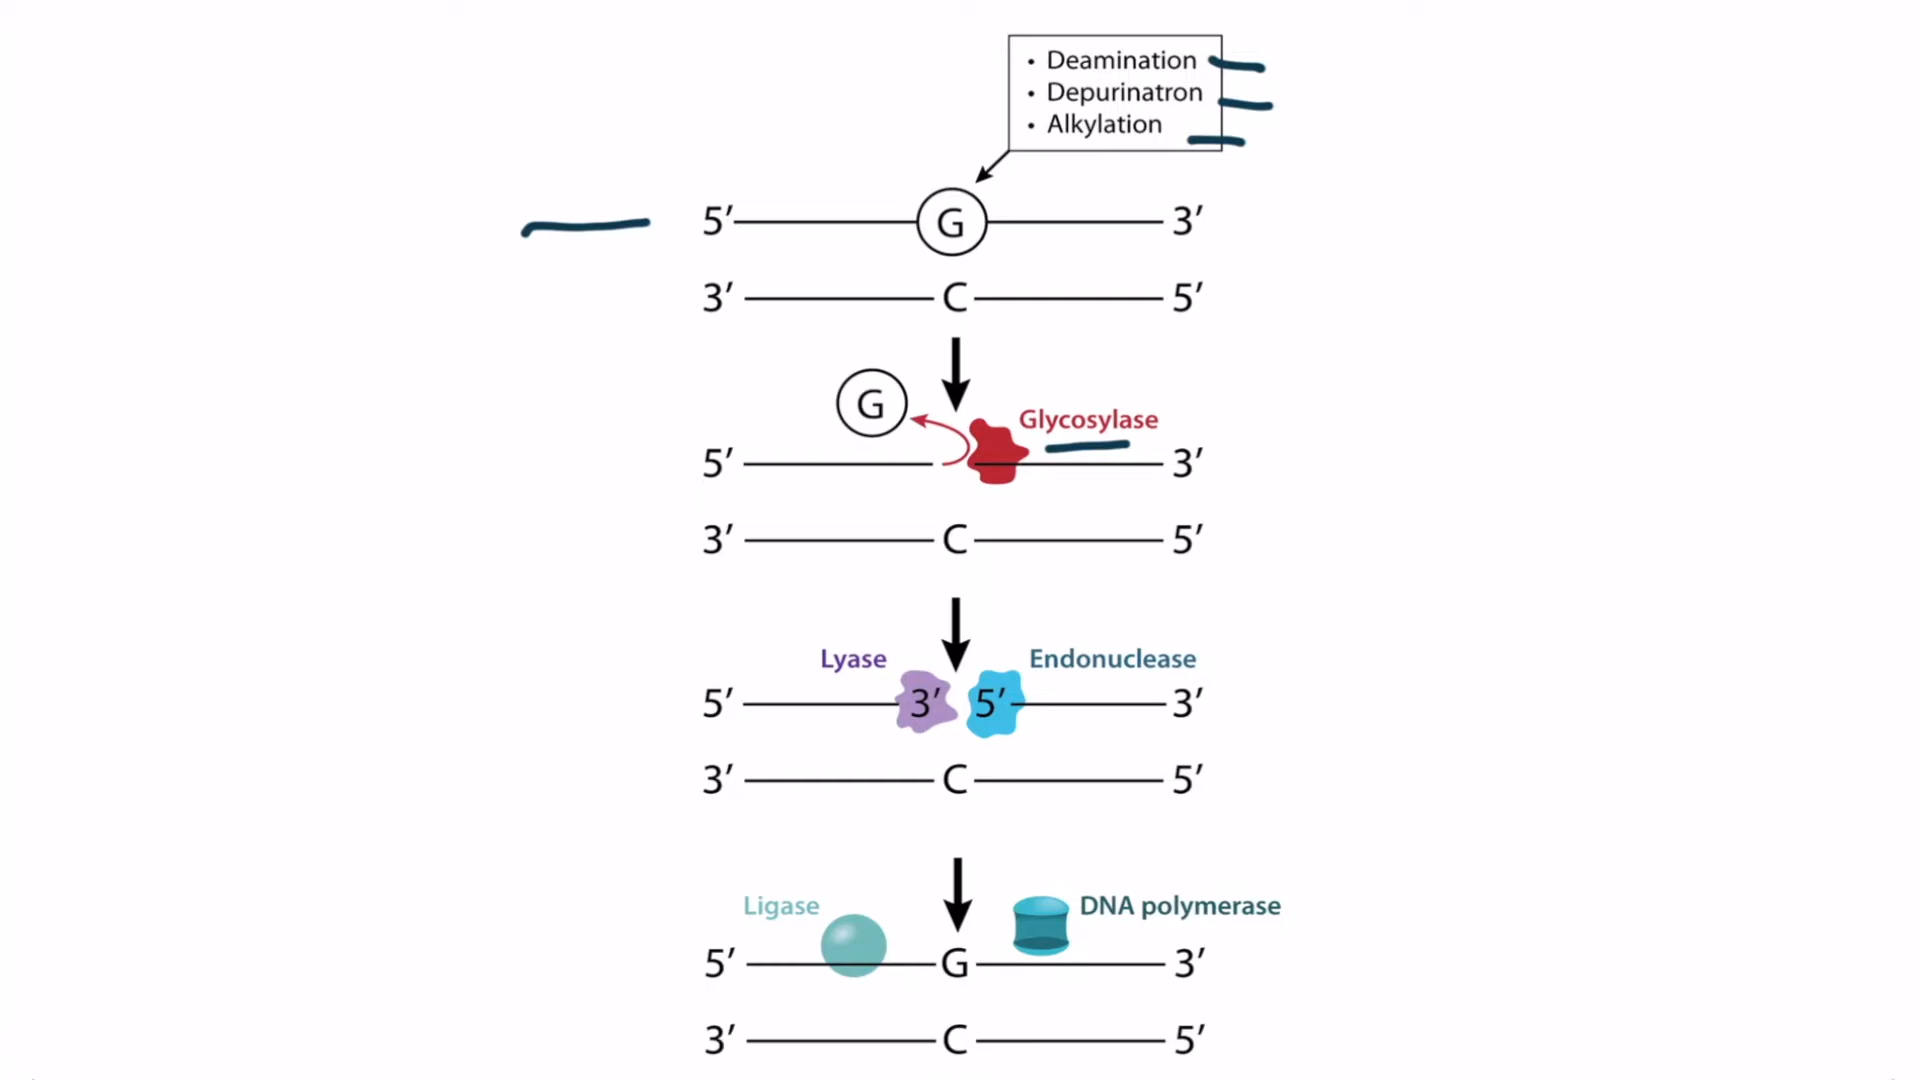 • Deamination
• Depurinatron
• Alkylation
5′ G 3′
3′ C 5′
G
Glycosylase
5′ 3′
3′ C 5′
Lyase Endonuclease
5′ 3′ 5′ 3′
3′ C 5′
Ligase DNA polymerase
5′ G 3′
3′ C 5′